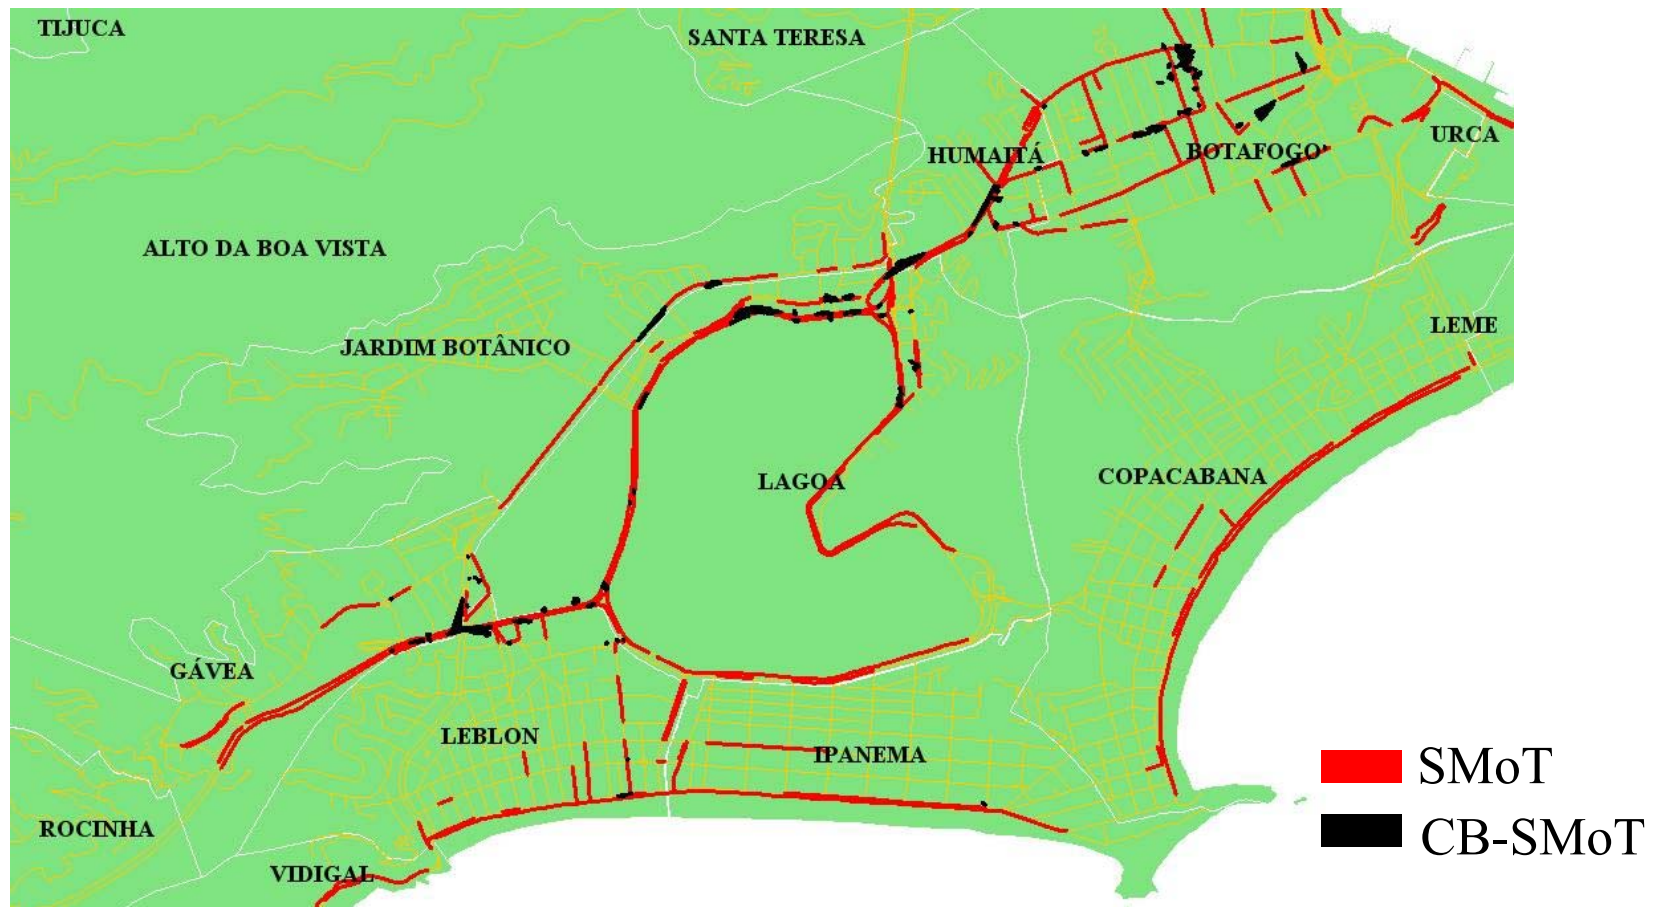 TIJUCA
SANTA TERESA
URCA
HUMAITÁ
BOTAFOGO
ALTO DA BOA VISTA
LEME
JARDIM BOTÂNICO
LAGOA
COPACABANA
GÁVEA
LEBLON
IPANEMA
SMoT
ROCINHA
CB-SMoT
VIDIGAL